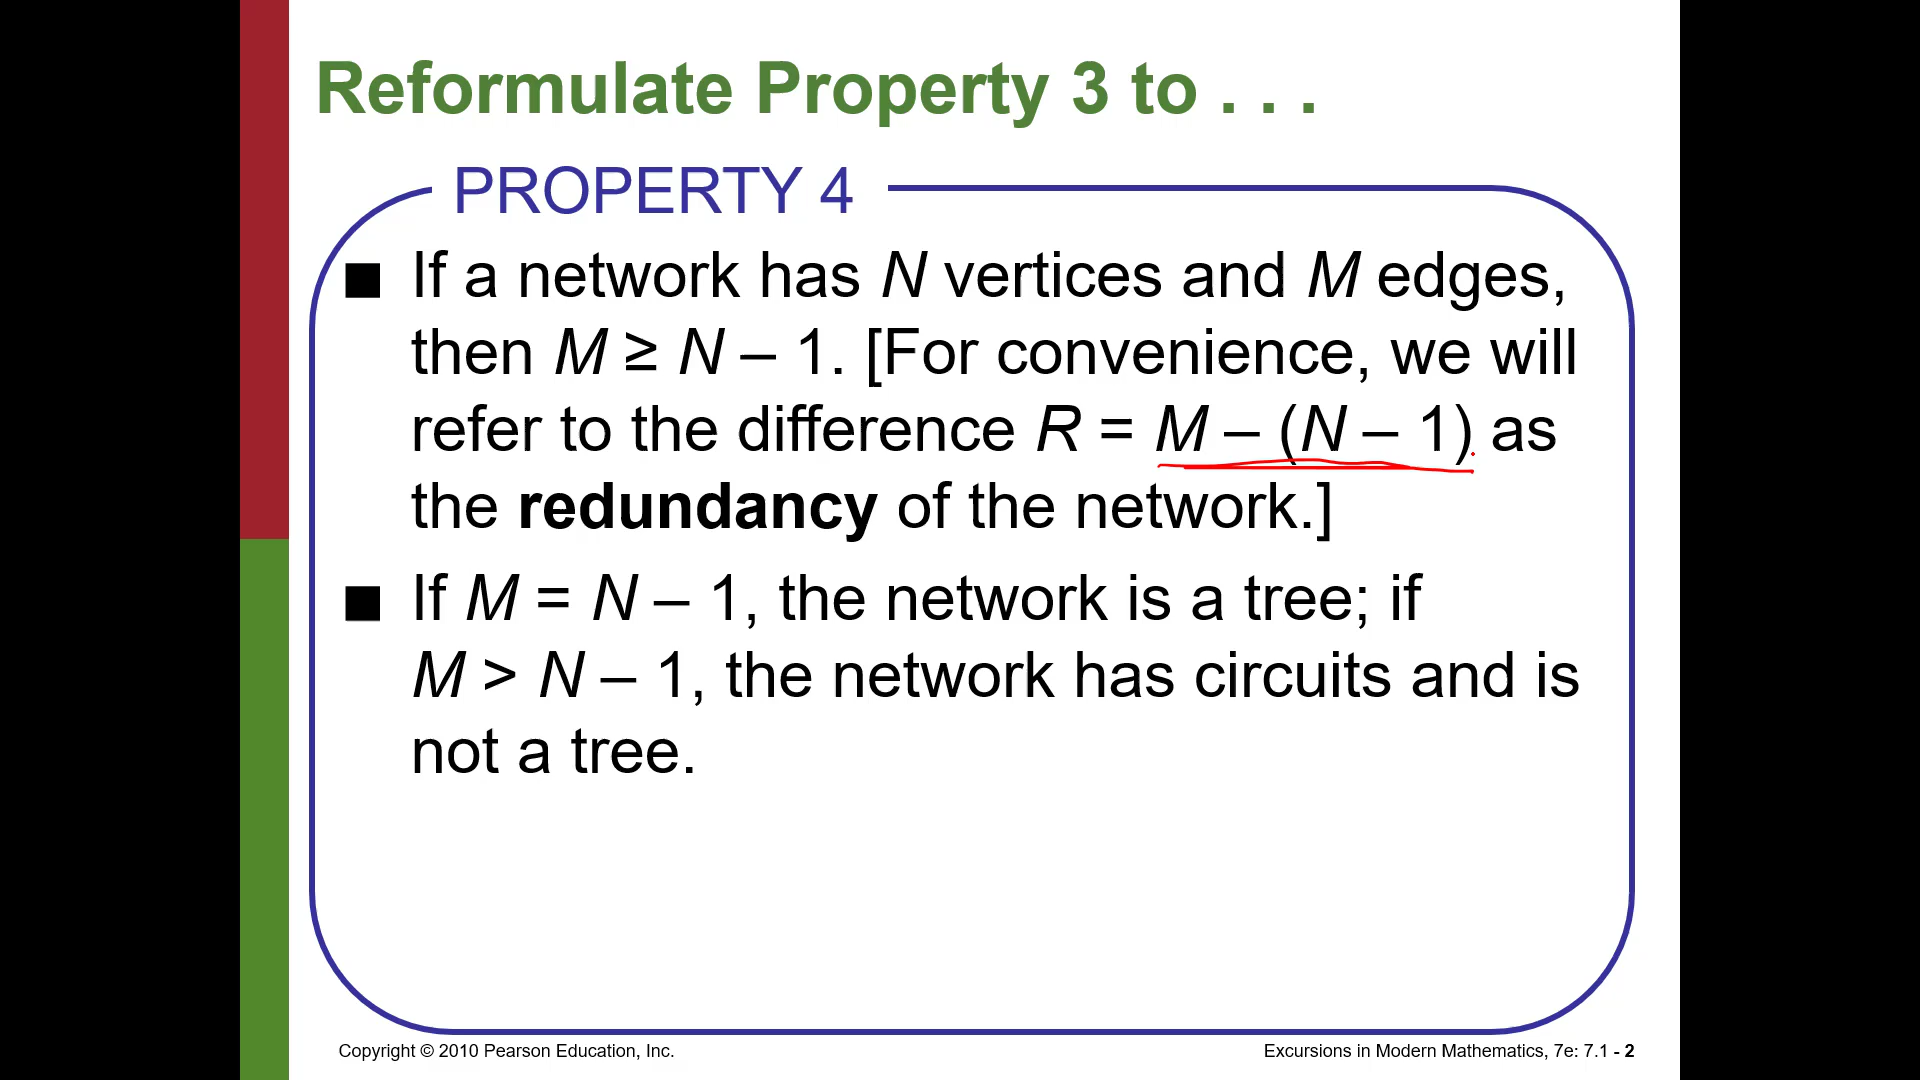 Reformulate Property 3 to . . .
PROPERTY 4
■ If a network has N vertices and M edges,
then M ≥ N – 1. [For convenience, we will
refer to the difference R = M – (N – 1) as
the redundancy of the network.]
■ If M = N – 1, the network is a tree; if
M > N – 1, the network has circuits and is
not a tree.
Copyright © 2010 Pearson Education, Inc.
Excursions in Modern Mathematics, 7e: 7.1 - 2